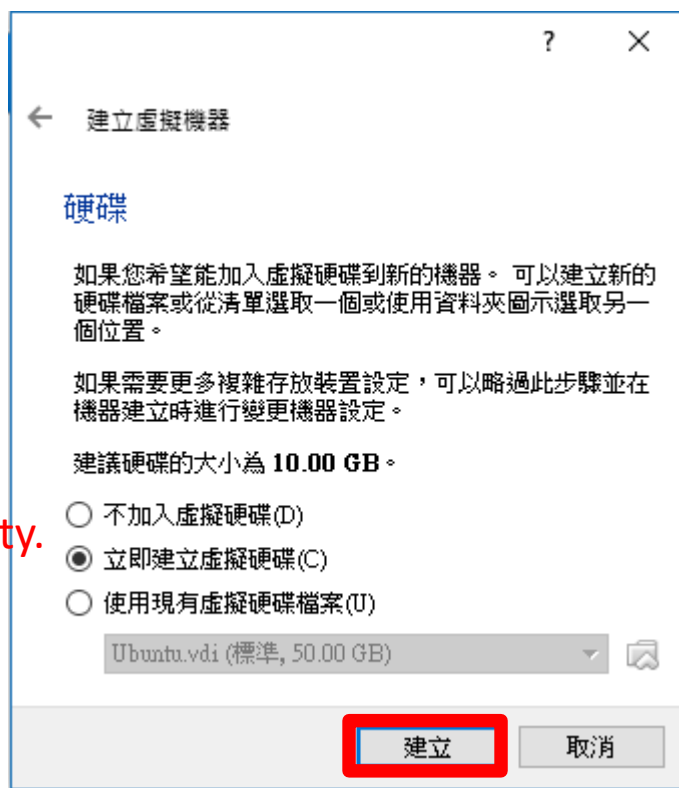 ?
建立虛擬機器
硬碟
如果您希望能加入虛擬硬碟到新的機器。 可以建立新的
硬碟檔案或從清單選取一個或使用資料夾圖示選取另一
個位置。
如果需要更多複雜存放裝置設定，可以略過此步驟並在
機器建立時進行變更機器設定。
建議硬碟的大小為 10.00 GB。
不加入虛擬硬碟(D)
ty.
立即建立虛擬硬碟(C)
使用現有虛擬硬碟檔案(U)
Ubuntu.vdi (標準, 50.00 GB)
建立
取消